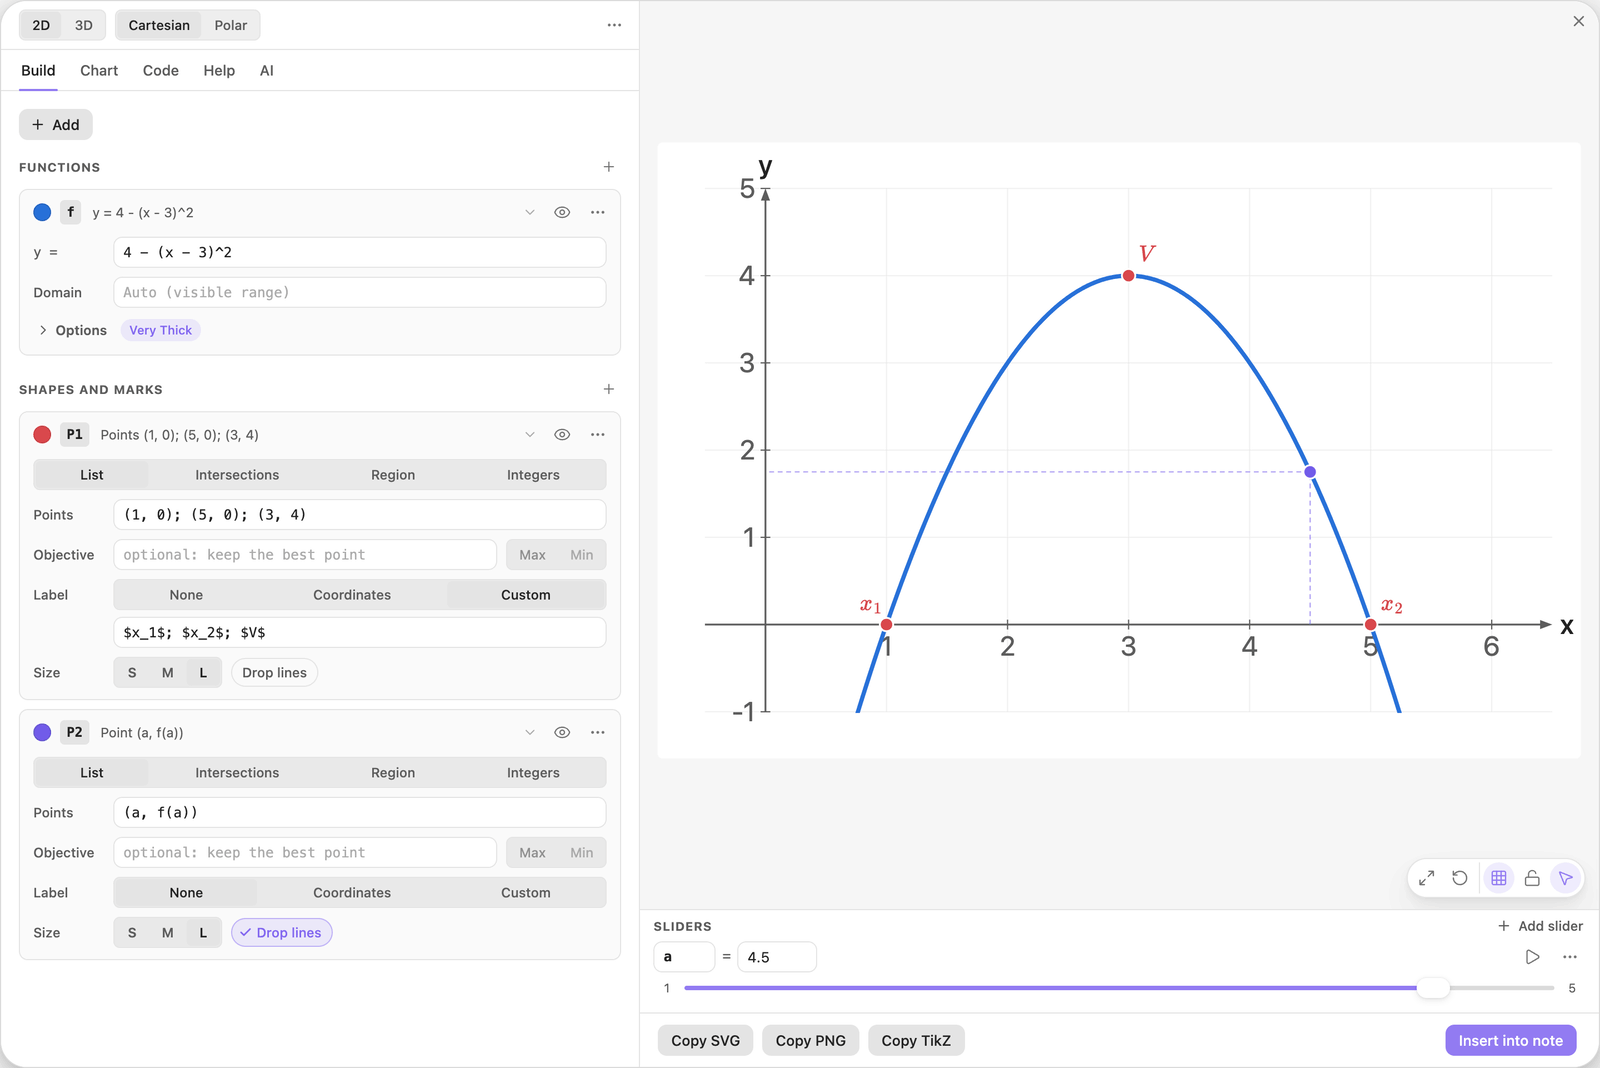 2D 3D Cartesian Polar
Build Chart Code Help AI
+ Add
FUNCTIONS
f y = 4 - (x - 3)^2
y = 4 − (x − 3)^2
Domain Auto (visible range)
Options Very Thick
SHAPES AND MARKS
P1 Points (1, 0); (5, 0); (3, 4)
List Intersections Region Integers
Points (1, 0); (5, 0); (3, 4)
Objective optional: keep the best point Max Min
Label None Coordinates Custom
$x_1$; $x_2$; $V$
Size S M L Drop lines
P2 Point (a, f(a))
List Intersections Region Integers
Points (a, f(a))
Objective optional: keep the best point Max Min
Label None Coordinates Custom
Size S M L Drop lines
y
5
V
4
3
2
1
x1 x2
x
1 2 3 4 5 6
-1
SLIDERS + Add slider
a = 4.5
1 5
Copy SVG Copy PNG Copy TikZ Insert into note